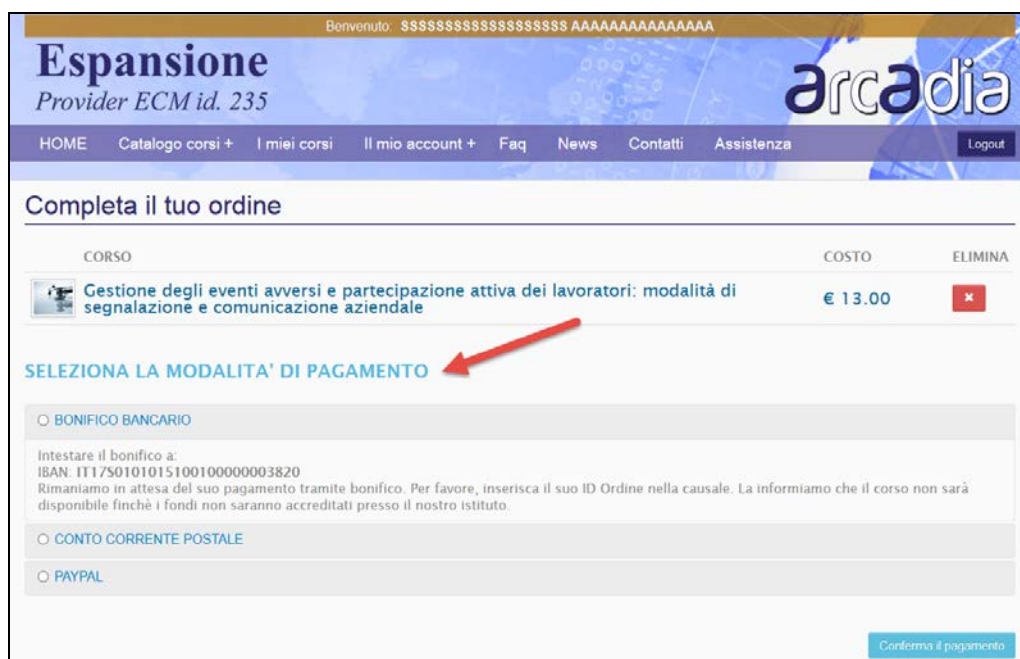 Benvenuto: SSSSSSSSSSSSSSSSSSS AAAAAAAAAAAAAAA
Espansione
Provider ECM id. 235
arcadia
HOME Catalogo corsi + I miei corsi Il mio account + Faq News Contatti Assistenza Logout
Completa il tuo ordine
CORSO COSTO ELIMINA
Gestione degli eventi avversi e partecipazione attiva dei lavoratori: modalità di
segnalazione e comunicazione aziendale
€ 13.00
SELEZIONA LA MODALITA' DI PAGAMENTO
BONIFICO BANCARIO
Intestare il bonifico a:
IBAN: IT17S0101015100100000003820
Rimaniamo in attesa del suo pagamento tramite bonifico. Per favore, inserisca il suo ID Ordine nella causale. La informiamo che il corso non sarà
disponibile finchè i fondi non saranno accreditati presso il nostro istituto.
CONTO CORRENTE POSTALE
PAYPAL
Conferma il pagamento